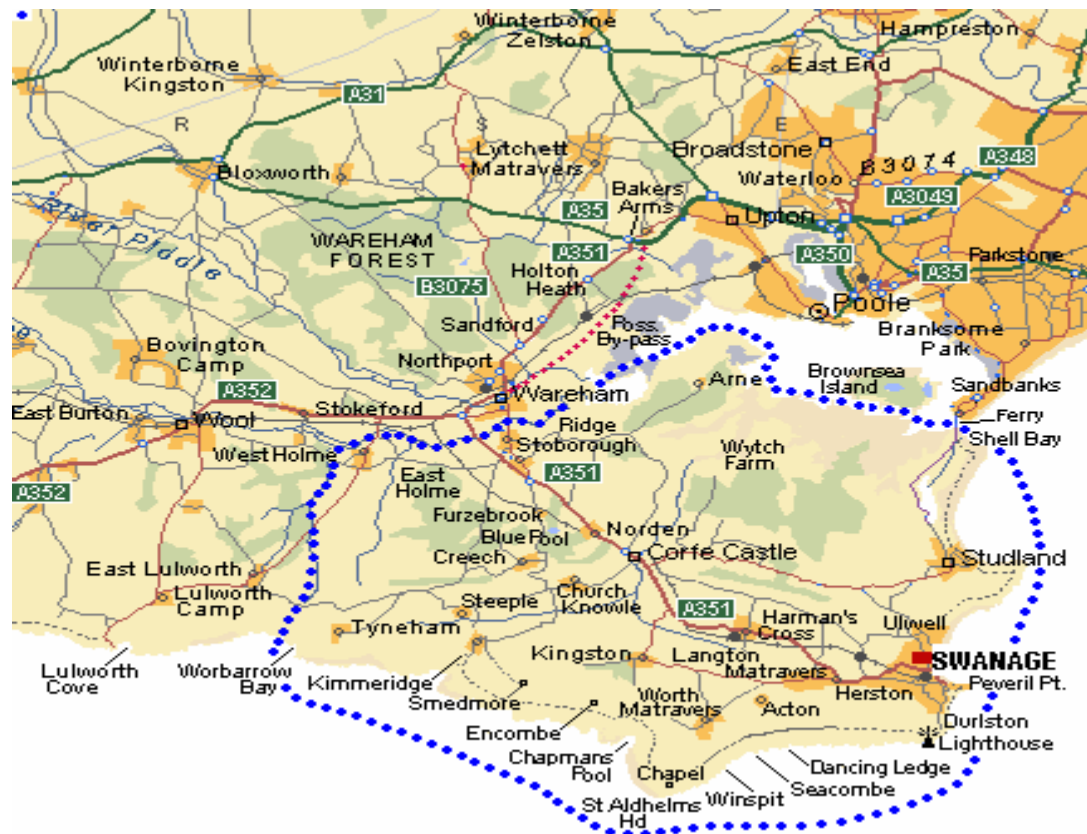 Winterborne
Zelston
Hampreston
Winterborne
Kingston
East End
A31
R
S
E
Lytchett
Matravers
Broadstone
B3074
A348
Bloxworth
Waterloo
A3049
Bakers
Arms
A35
Upton
River Piddle
WAREHAM
FOREST
A351
A350
Parkstone
A35
Holton
Heath
B3075
Poole
Sandford
Poss.
By-pass
Branksome
Park
Bovington
Camp
Northport
Brownsea
Island
A352
Arne
Sandbanks
Wareham
East Burton
Stokeford
Wool
Ridge
Ferry
Shell Bay
West Holme
Stoborough
Wytch
Farm
A352
East
Holme
A351
Furzebrook
Blue Pool
Norden
Creech
Corfe Castle
Studland
East Lulworth
Lulworth
Camp
Steeple
Church
Knowle
A351
Harman's
Cross
Ulwell
Tyneham
Kingston
Langton
Matravers
SWANAGE
Lulworth
Cove
Worbarrow
Bay
Kimmeridge
Peveril Pt.
Smedmore
Worth
Matravers
Herston
Acton
Encombe
Durlston
Lighthouse
Chapmans
Pool
Chapel
Dancing Ledge
Seacombe
Winspit
St Aldhelms
Hd